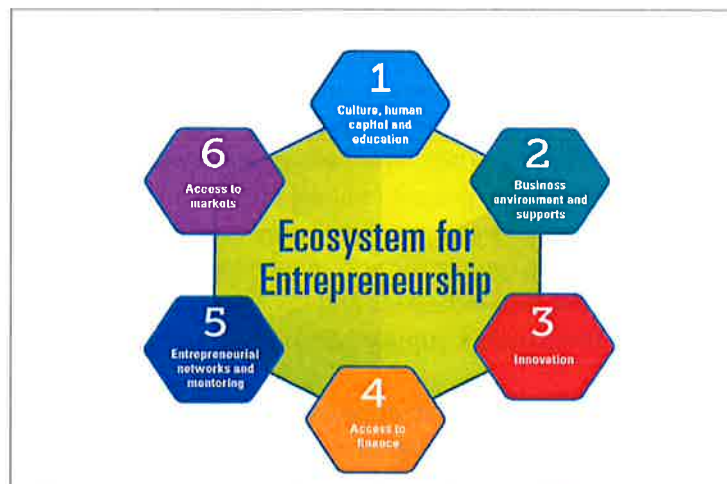 1
Culture, human
capital and
education
2
Business
environment and
supports
3
Innovation
4
Access to
finance
5
Entrepreneurial
networks and
mentoring
6
Access to
markets
Ecosystem for
Entrepreneurship